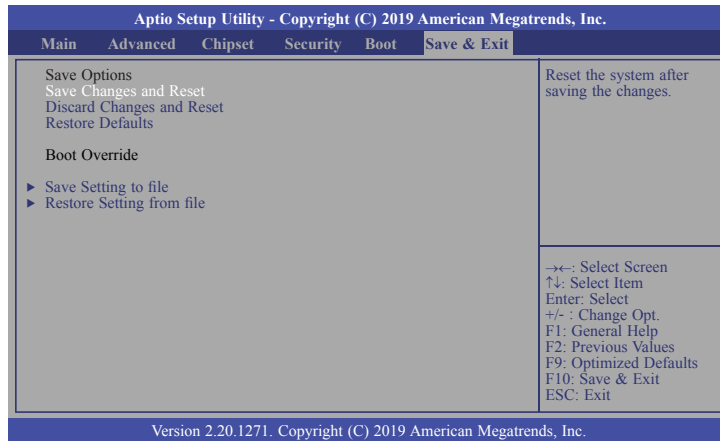 Aptio Setup Utility - Copyright (C) 2019 American Megatrends, Inc.
Main Advanced Chipset Security Boot Save & Exit
Save Options
Save Changes and Reset
Discard Changes and Reset
Restore Defaults
Boot Override
▶ Save Setting to file
▶ Restore Setting from file
Reset the system after
saving the changes.
→←: Select Screen
↑↓: Select Item
Enter: Select
+/- : Change Opt.
F1: General Help
F2: Previous Values
F9: Optimized Defaults
F10: Save & Exit
ESC: Exit
Version 2.20.1271. Copyright (C) 2019 American Megatrends, Inc.